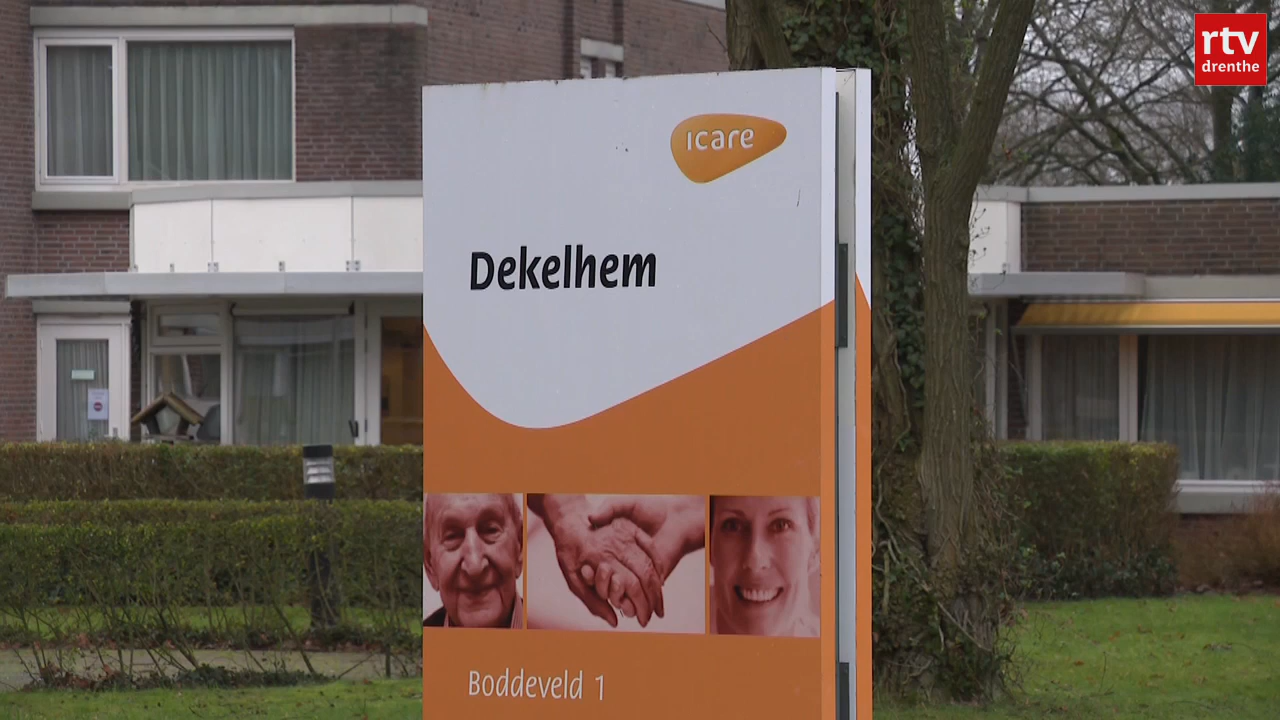 rtv
drenthe
icare
Dekelhem
Boddeveld 1